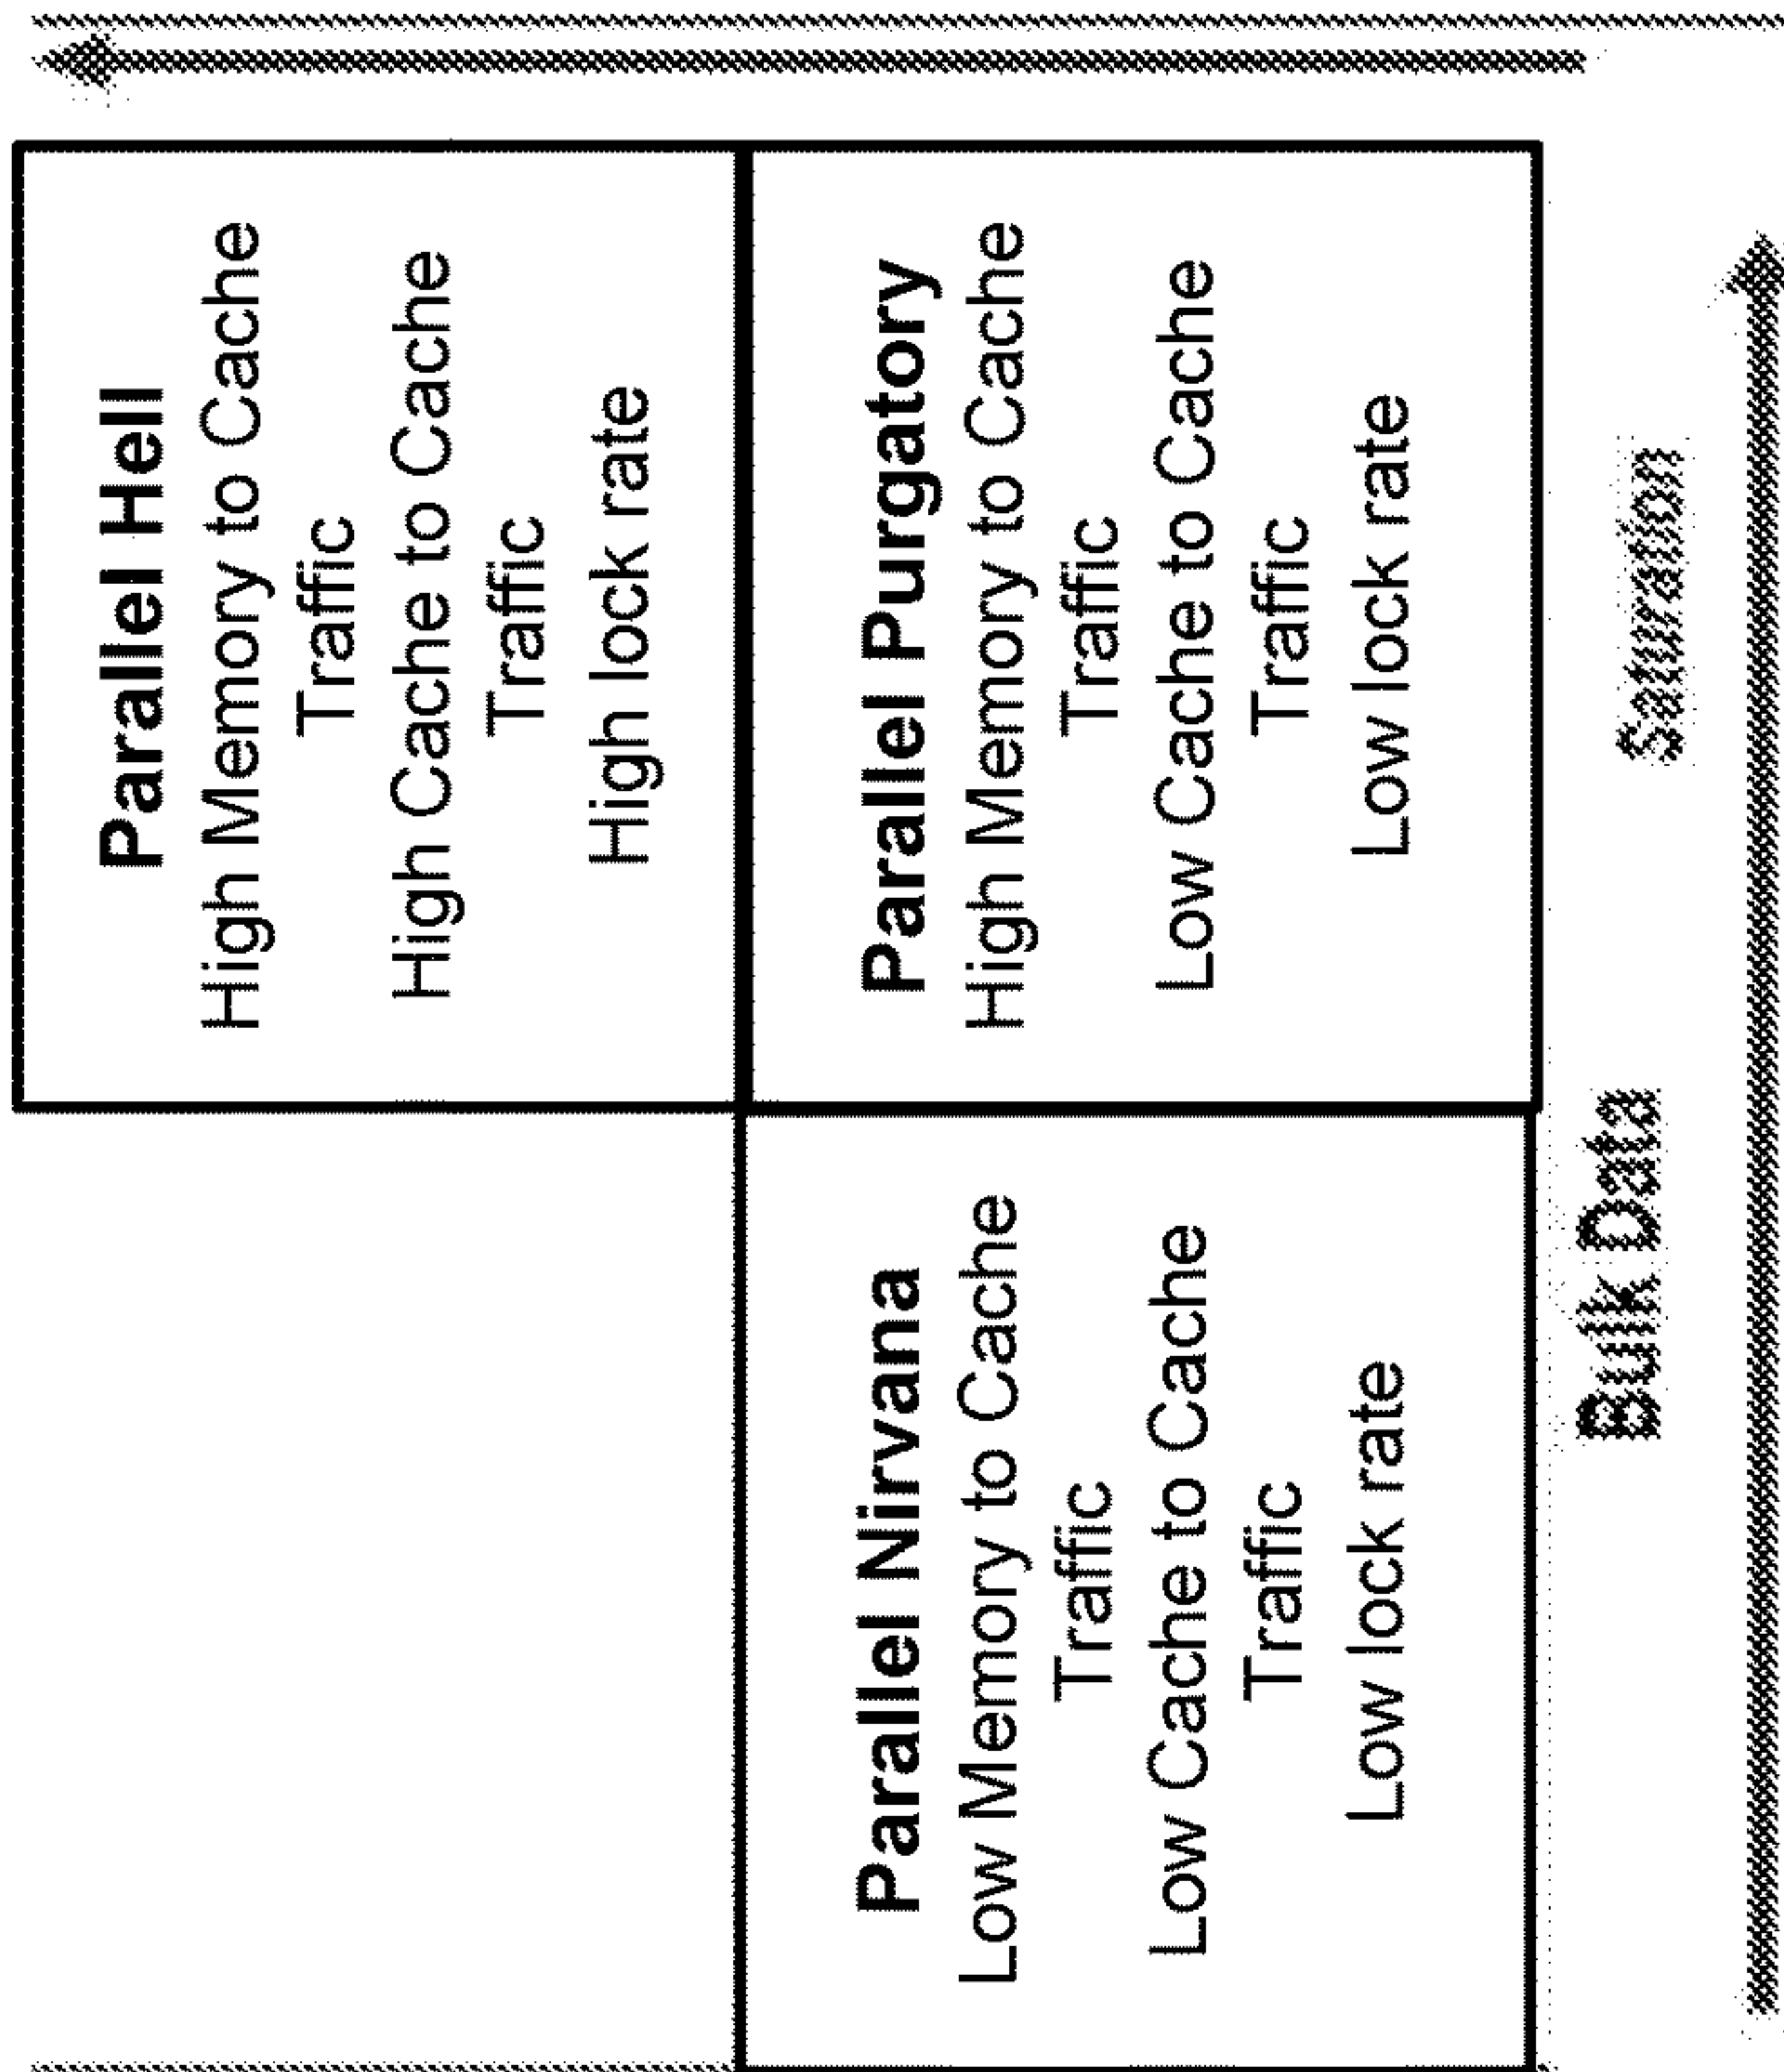 Parallel Hell
High Memory to Cache
Traffic
High Cache to Cache
Traffic
High lock rate
Parallel Nirvana
Low Memory to Cache
Traffic
Low Cache to Cache
Traffic
Low lock rate
Parallel Purgatory
High Memory to Cache
Traffic
Low Cache to Cache
Traffic
Low lock rate
Bulk Data
Saturation